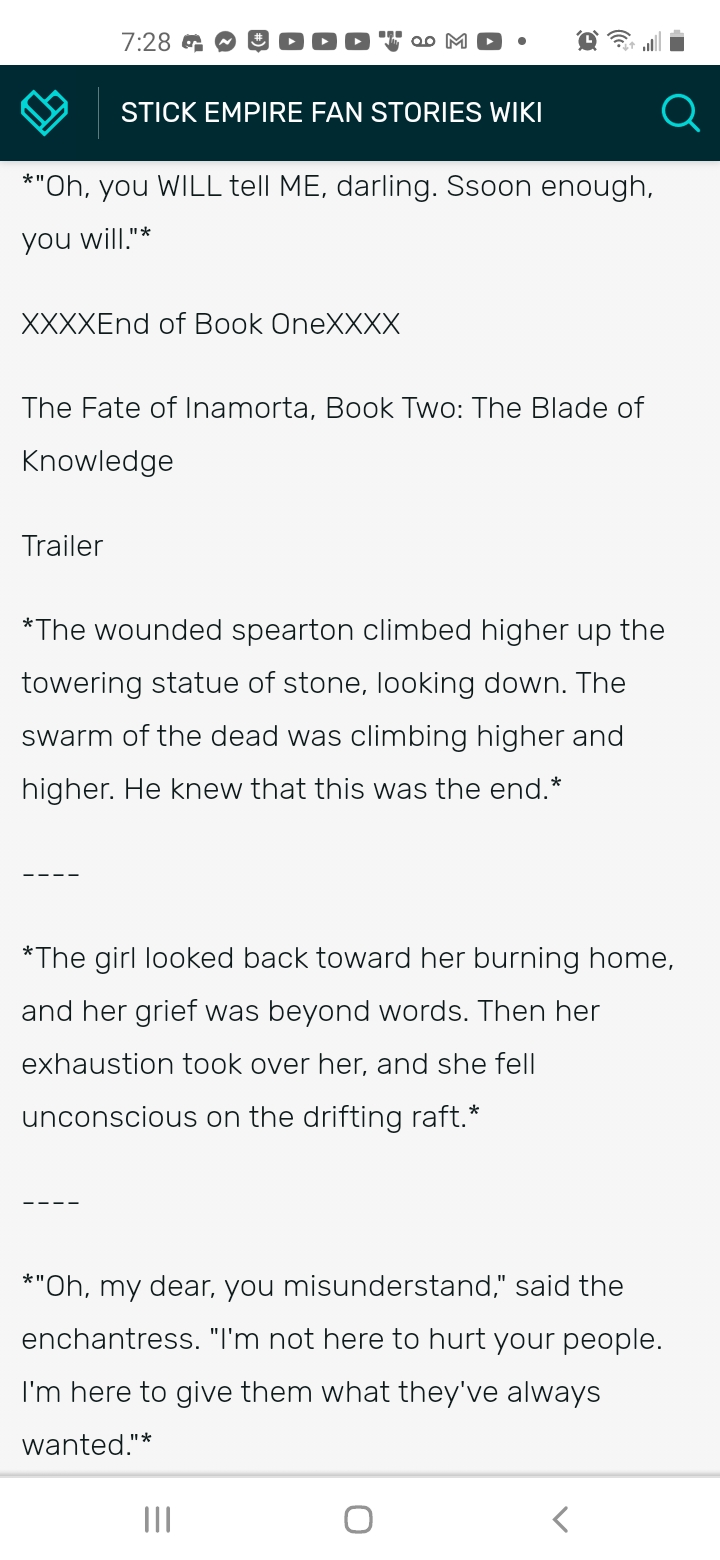 7:28
STICK EMPIRE FAN STORIES WIKI
*"Oh, you WILL tell ME, darling. Ssoon enough,
you will."*
XXXXEnd of Book OneXXXX
The Fate of Inamorta, Book Two: The Blade of
Knowledge
Trailer
*The wounded spearton climbed higher up the
towering statue of stone, looking down. The
swarm of the dead was climbing higher and
higher. He knew that this was the end.*
----
*The girl looked back toward her burning home,
and her grief was beyond words. Then her
exhaustion took over her, and she fell
unconscious on the drifting raft.*
----
*"Oh, my dear, you misunderstand," said the
enchantress. "I'm not here to hurt your people.
I'm here to give them what they've always
wanted."*